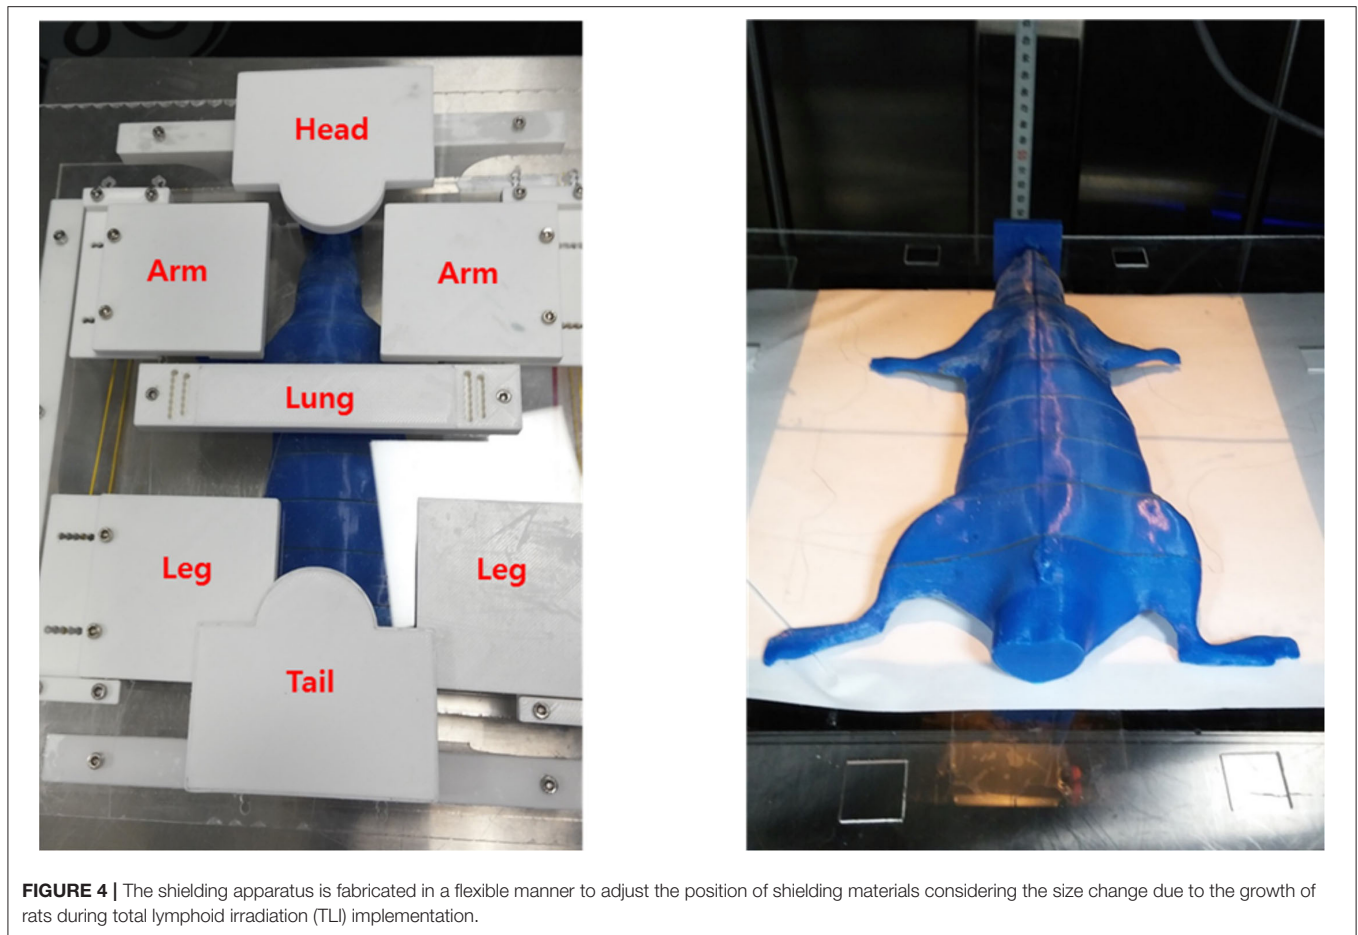 Head
Arm
Arm
Lung
Leg
Leg
Tail
FIGURE 4 | The shielding apparatus is fabricated in a flexible manner to adjust the position of shielding materials considering the size change due to the growth of
rats during total lymphoid irradiation (TLI) implementation.